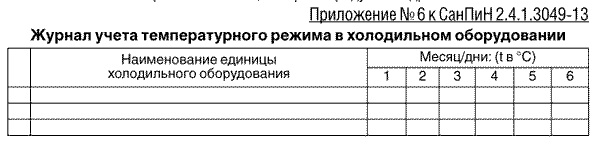 Приложение № 6 к СанПиН 2.4.1.3049-13
Журнал учета температурного режима в холодильном оборудовании
Наименование единицы
холодильного оборудования
Месяц/дни: (t в °C)
1 2 3 4 5 6